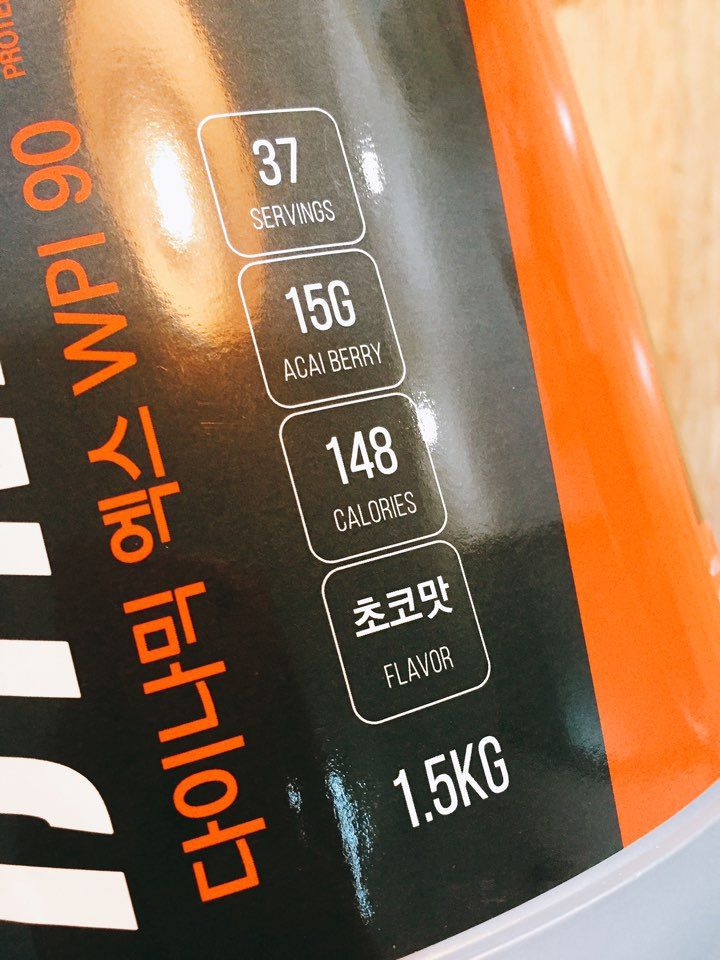 다이나믹 엑스 WPI 90
37
SERVINGS
15G
ACAI BERRY
148
CALORIES
초코맛
FLAVOR
1.5KG